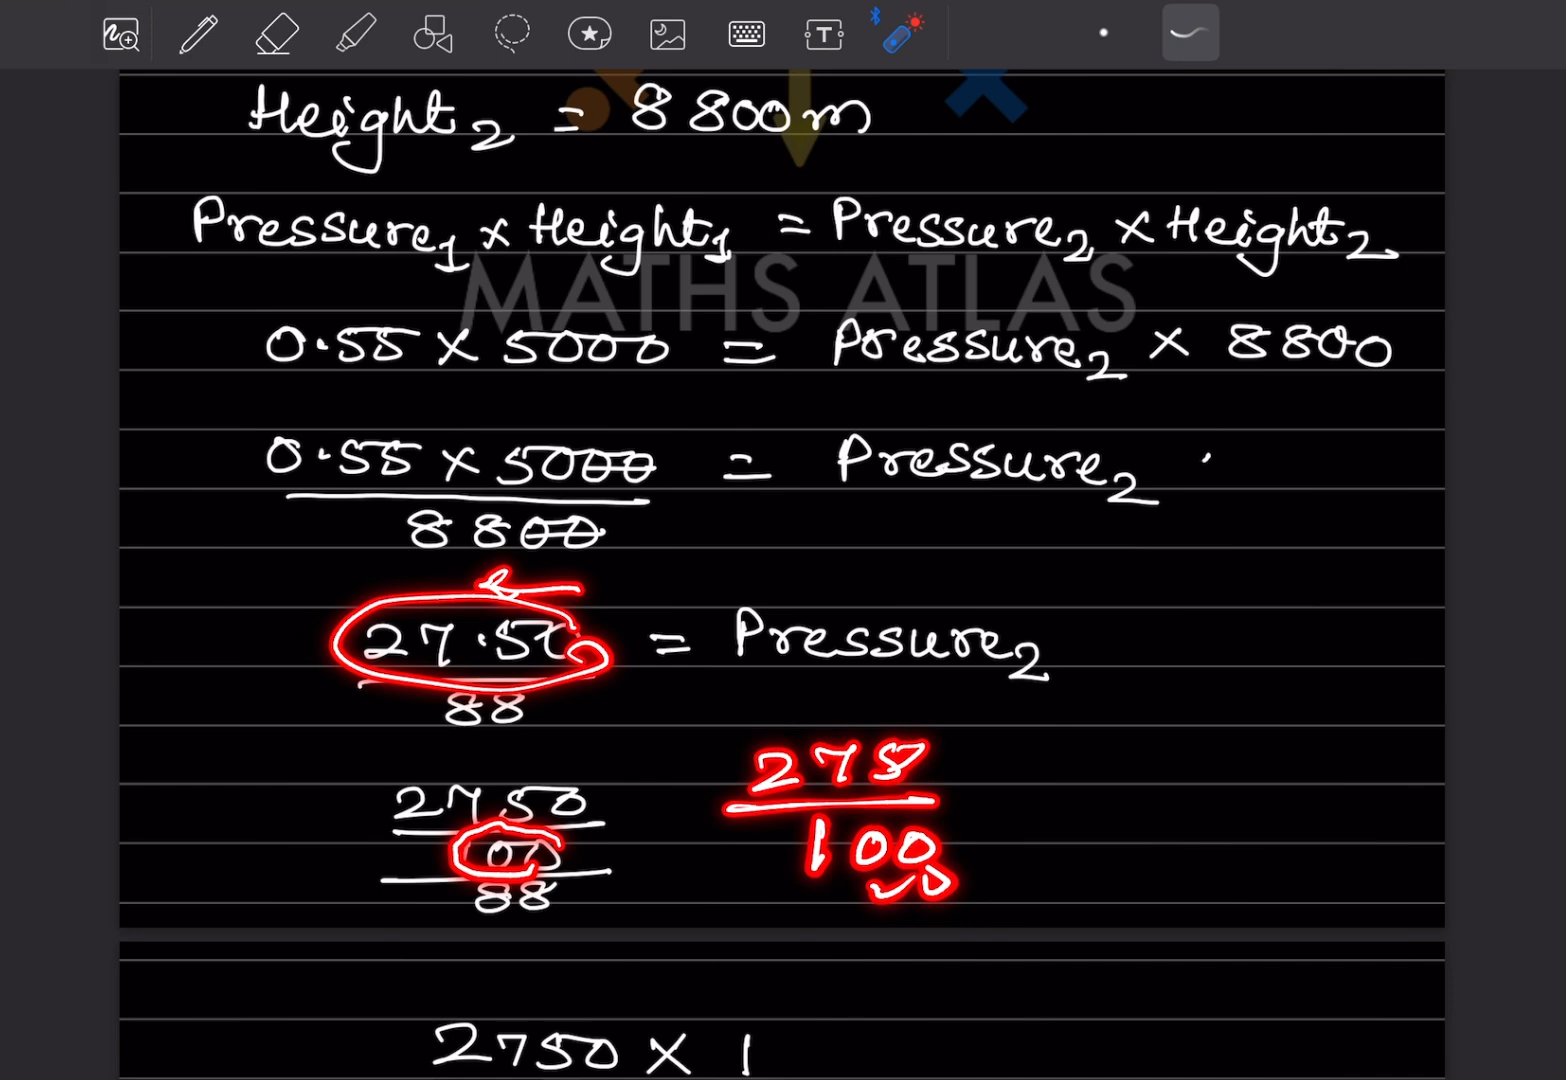 Height₂ = 8800m
Pressure₁ × Height₁ = Pressure₂ × Height₂
MATHS ATLAS
0.55 × 5000 = Pressure₂ × 8800
0.55 × 5000 = Pressure₂
8800
27.50 = Pressure₂
88
2750
100
88
275
100
2750 × 1